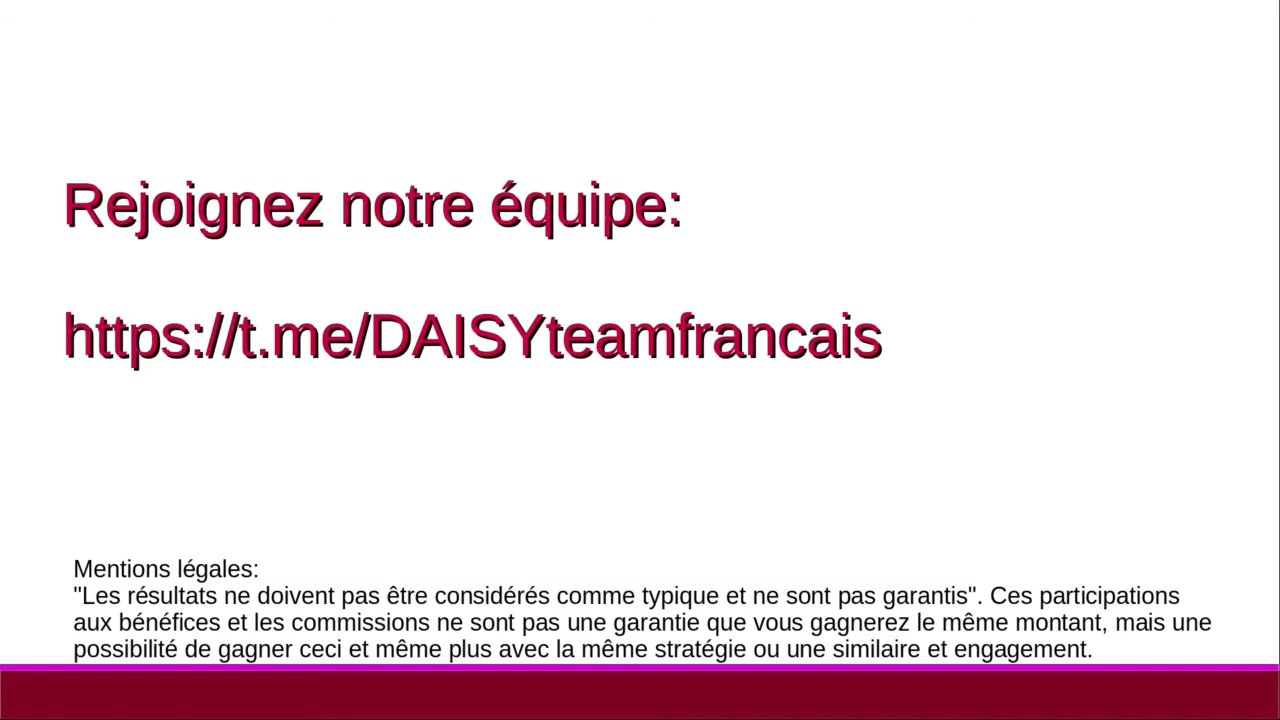 Rejoignez notre équipe:
https://t.me/DAISYteamfrancais
Mentions légales:
"Les résultats ne doivent pas être considérés comme typique et ne sont pas garantis". Ces participations
aux bénéfices et les commissions ne sont pas une garantie que vous gagnerez le même montant, mais une
possibilité de gagner ceci et même plus avec la même stratégie ou une similaire et engagement.